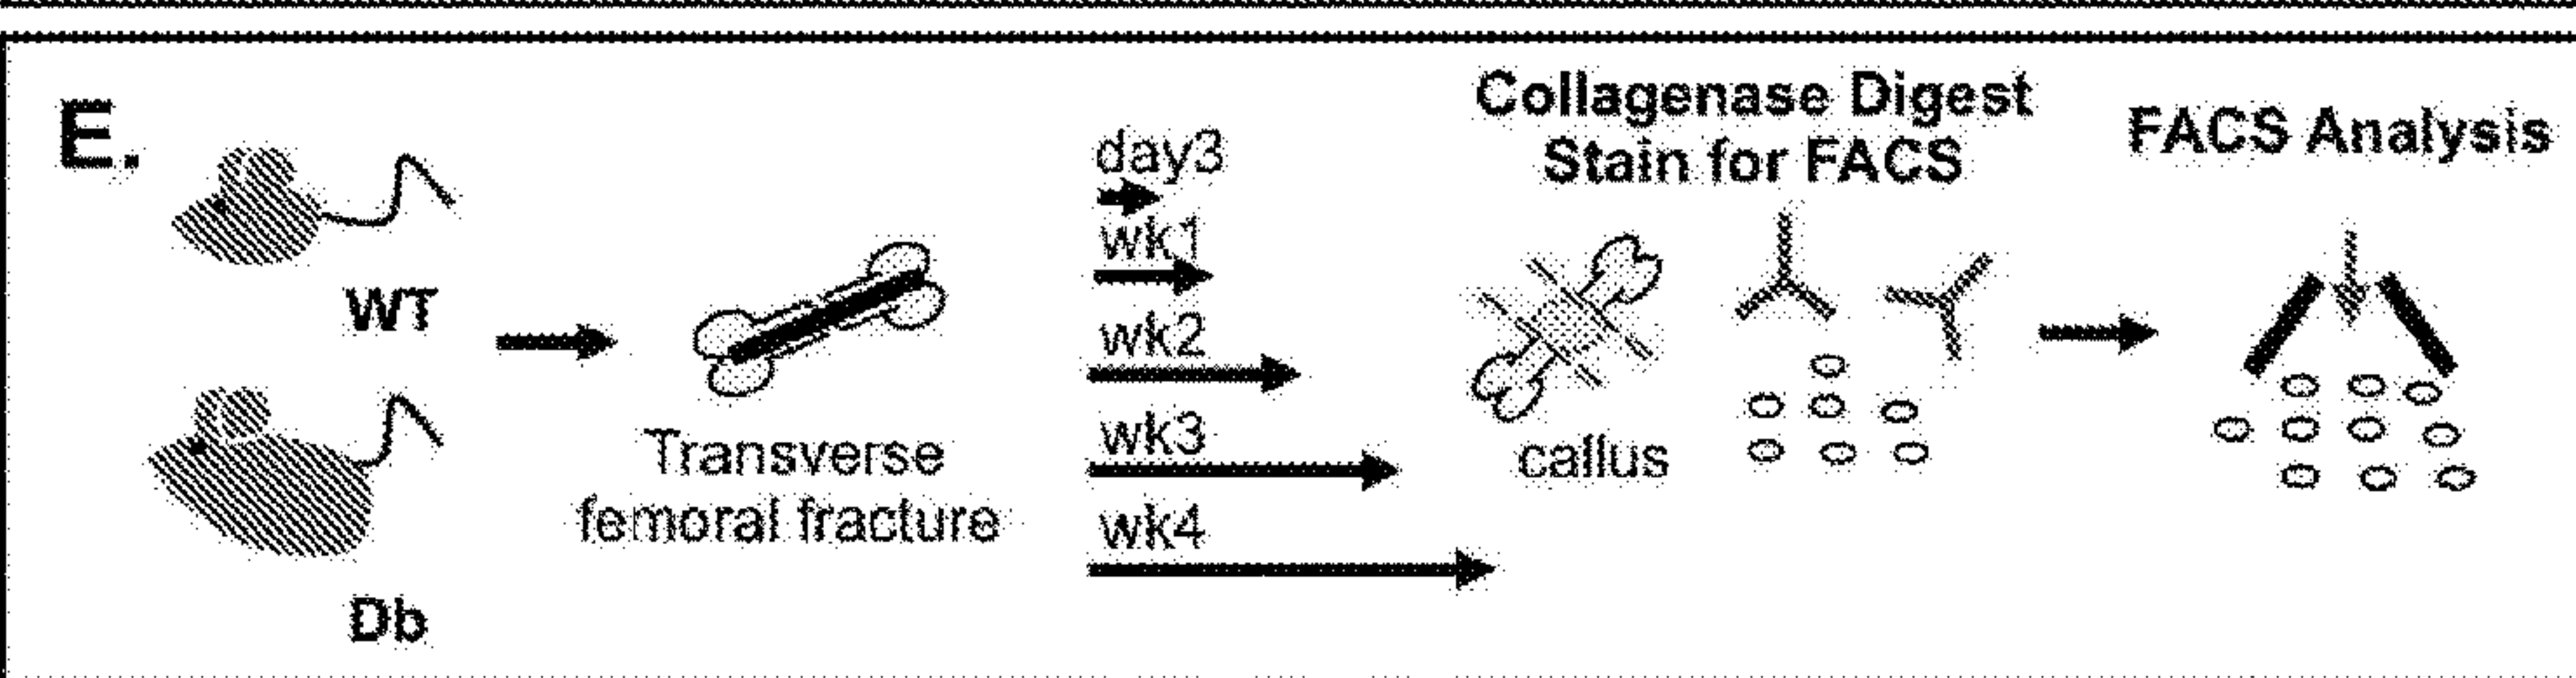 E.
WT
Db
Transverse
femoral fracture
day3
wk1
wk2
wk3
wk4
Collagenase Digest
Stain for FACS
callus
FACS Analysis